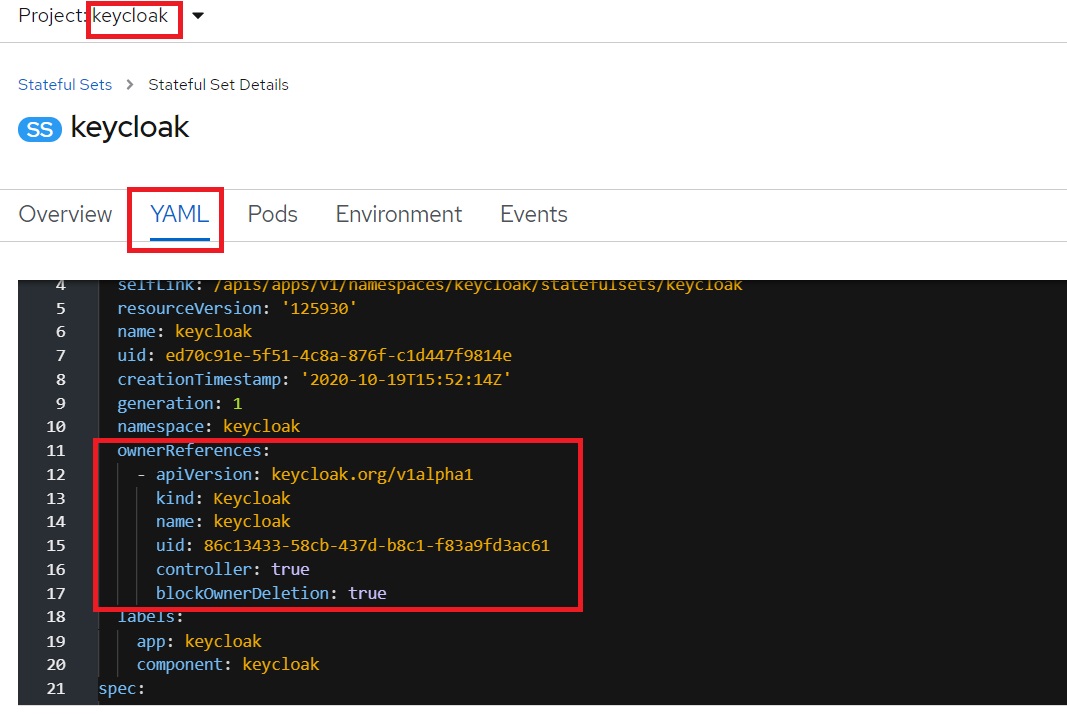 Project: keycloak
Stateful Sets > Stateful Set Details
SS keycloak
Overview YAML Pods Environment Events
4 selfLink: /apis/apps/v1/namespaces/keycloak/statefulsets/keycloak
5 resourceVersion: '125930'
6 name: keycloak
7 uid: ed70c91e-5f51-4c8a-876f-c1d447f9814e
8 creationTimestamp: '2020-10-19T15:52:14Z'
9 generation: 1
10 namespace: keycloak
11 ownerReferences:
12 - apiVersion: keycloak.org/v1alpha1
13 kind: Keycloak
14 name: keycloak
15 uid: 86c13433-58cb-437d-b8c1-f83a9fd3ac61
16 controller: true
17 blockOwnerDeletion: true
18 labels:
19 app: keycloak
20 component: keycloak
21 spec: